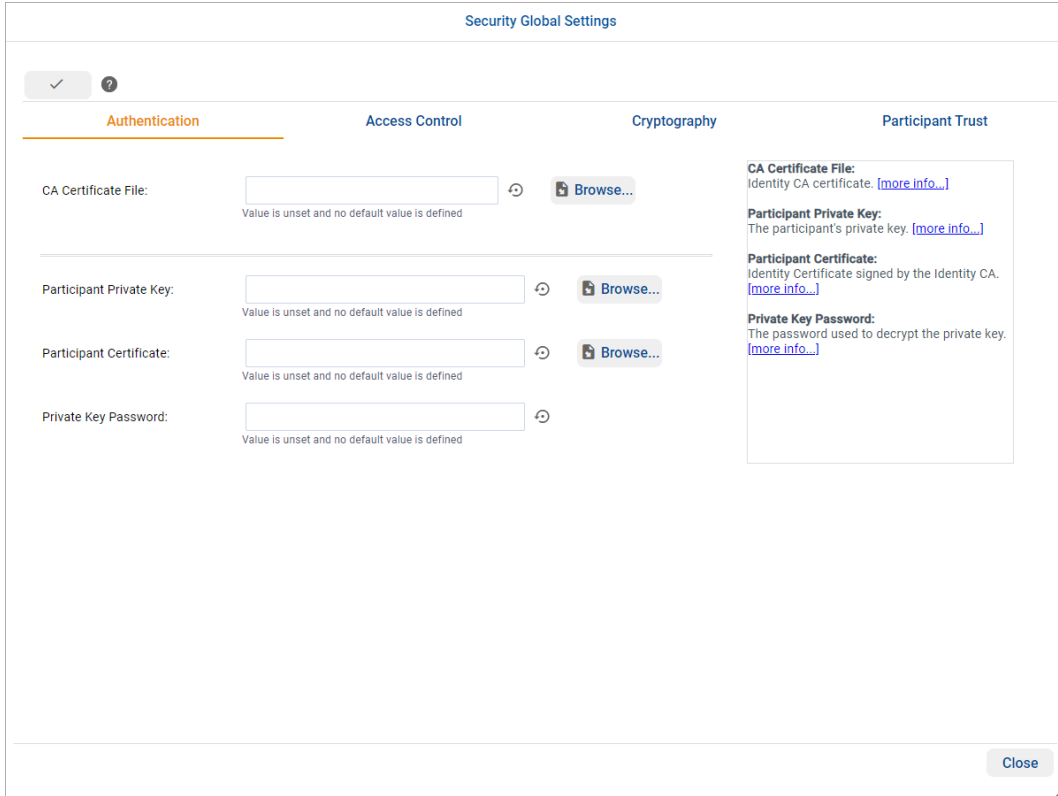 Security Global Settings
?
Authentication
Access Control
Cryptography
Participant Trust
CA Certificate File:
Browse...
Value is unset and no default value is defined
Participant Private Key:
Browse...
Value is unset and no default value is defined
Participant Certificate:
Browse...
Value is unset and no default value is defined
Private Key Password:
Value is unset and no default value is defined
CA Certificate File:
Identity CA certificate. [more info...]
Participant Private Key:
The participant's private key. [more info...]
Participant Certificate:
Identity Certificate signed by the Identity CA.
[more info...]
Private Key Password:
The password used to decrypt the private key.
[more info...]
Close